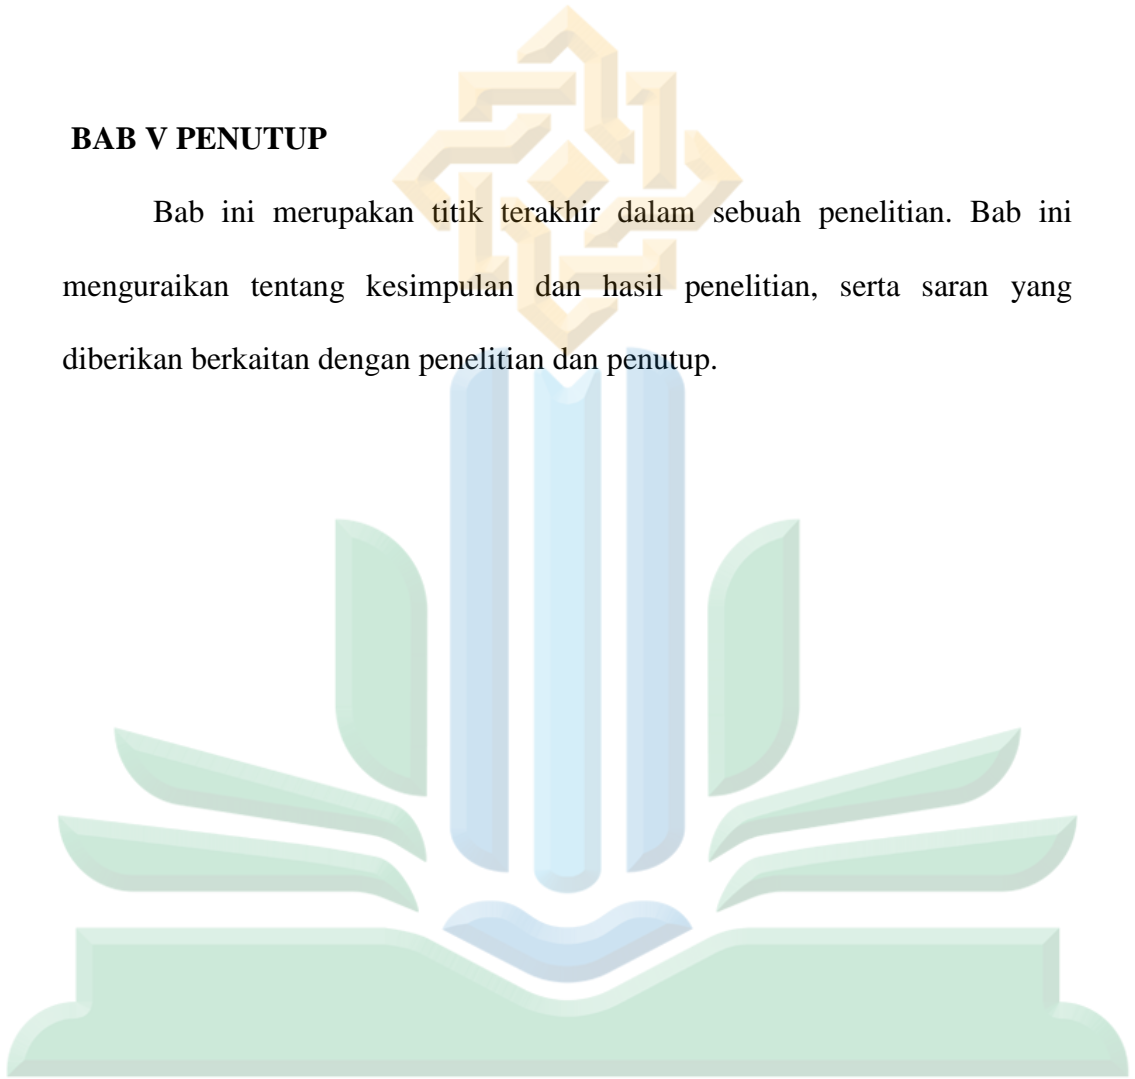 BAB V PENUTUP
Bab ini merupakan titik terakhir dalam sebuah penelitian. Bab ini
menguraikan tentang kesimpulan dan hasil penelitian, serta saran yang
diberikan berkaitan dengan penelitian dan penutup.